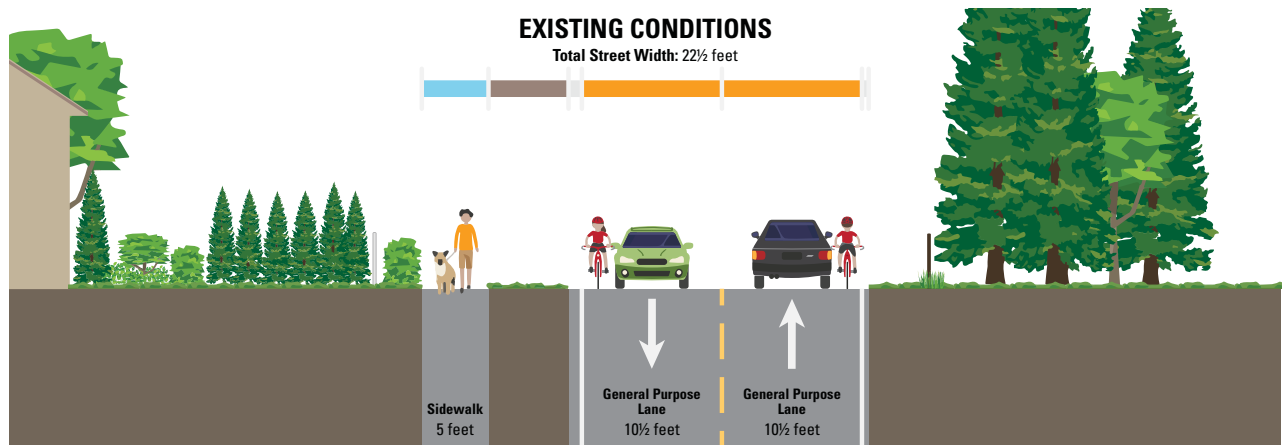 EXISTING CONDITIONS
Total Street Width: 22½ feet
Sidewalk
5 feet
General Purpose
Lane
10½ feet
General Purpose
Lane
10½ feet